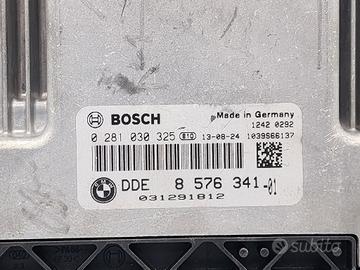 BOSCH
Made in Germany
1242 0292
0 281 030 325 E1D 13-08-24 1039S66137
DDE 8 576 341-01
031291812
subito